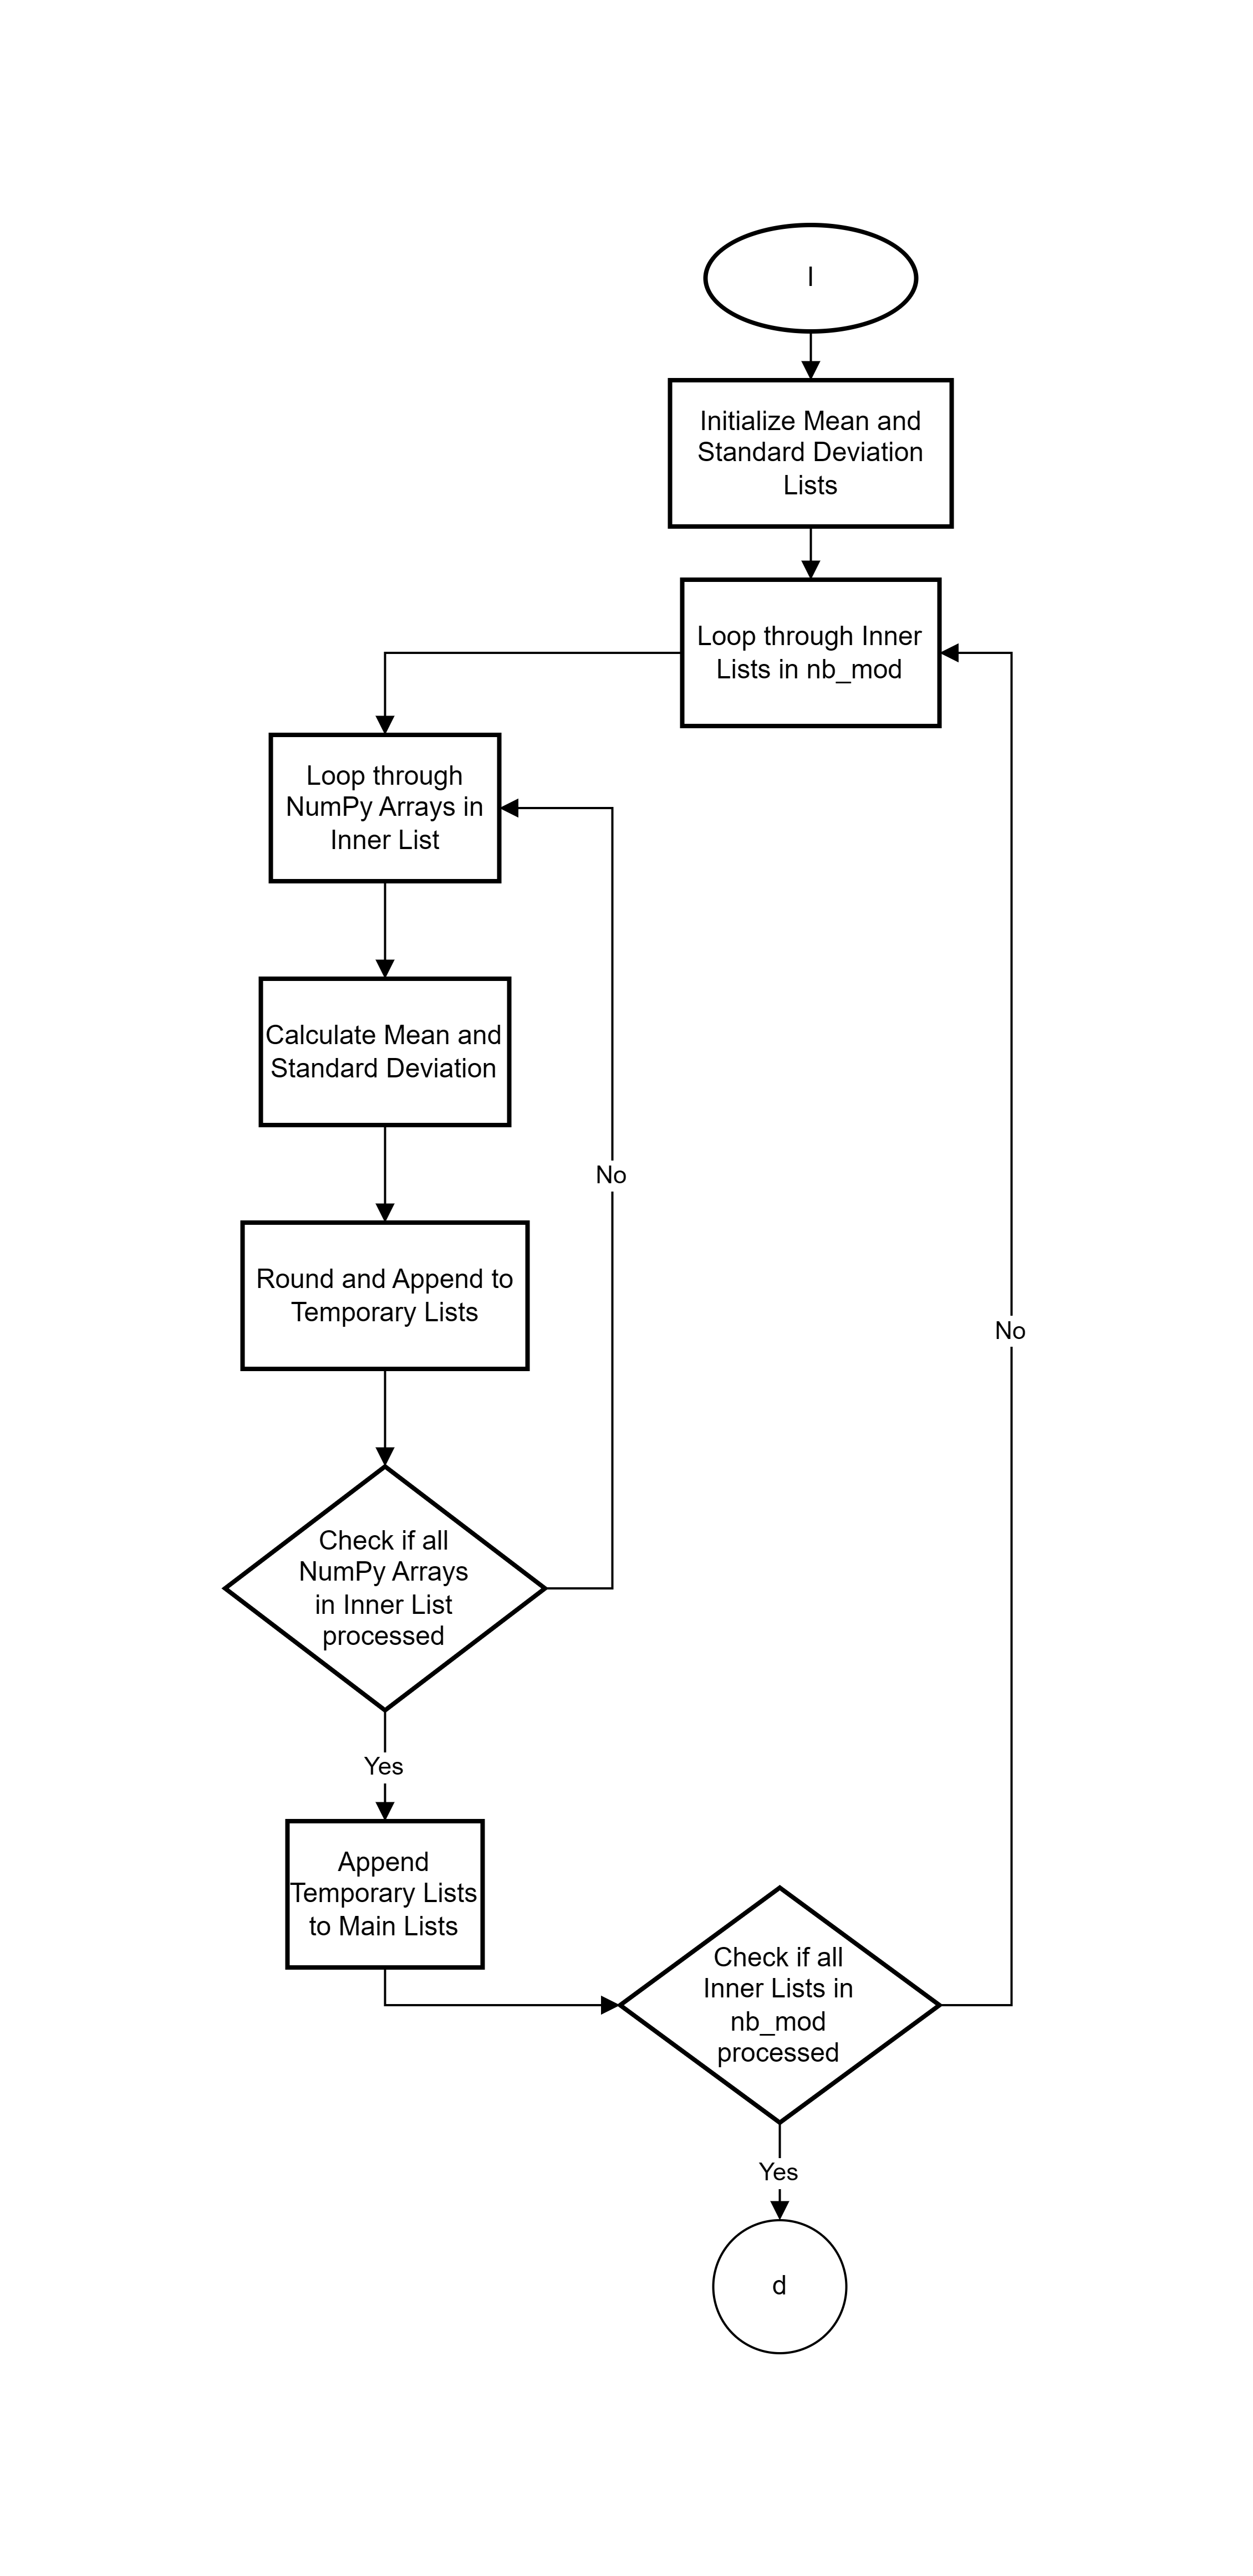 I
Initialize Mean and
Standard Deviation
Lists
Loop through Inner
Lists in nb_mod
Loop through
NumPy Arrays in
Inner List
Calculate Mean and
Standard Deviation
No
Round and Append to
Temporary Lists
No
Check if all
NumPy Arrays
in Inner List
processed
Yes
Append
Temporary Lists
to Main Lists
Check if all
Inner Lists in
nb_mod
processed
Yes
d